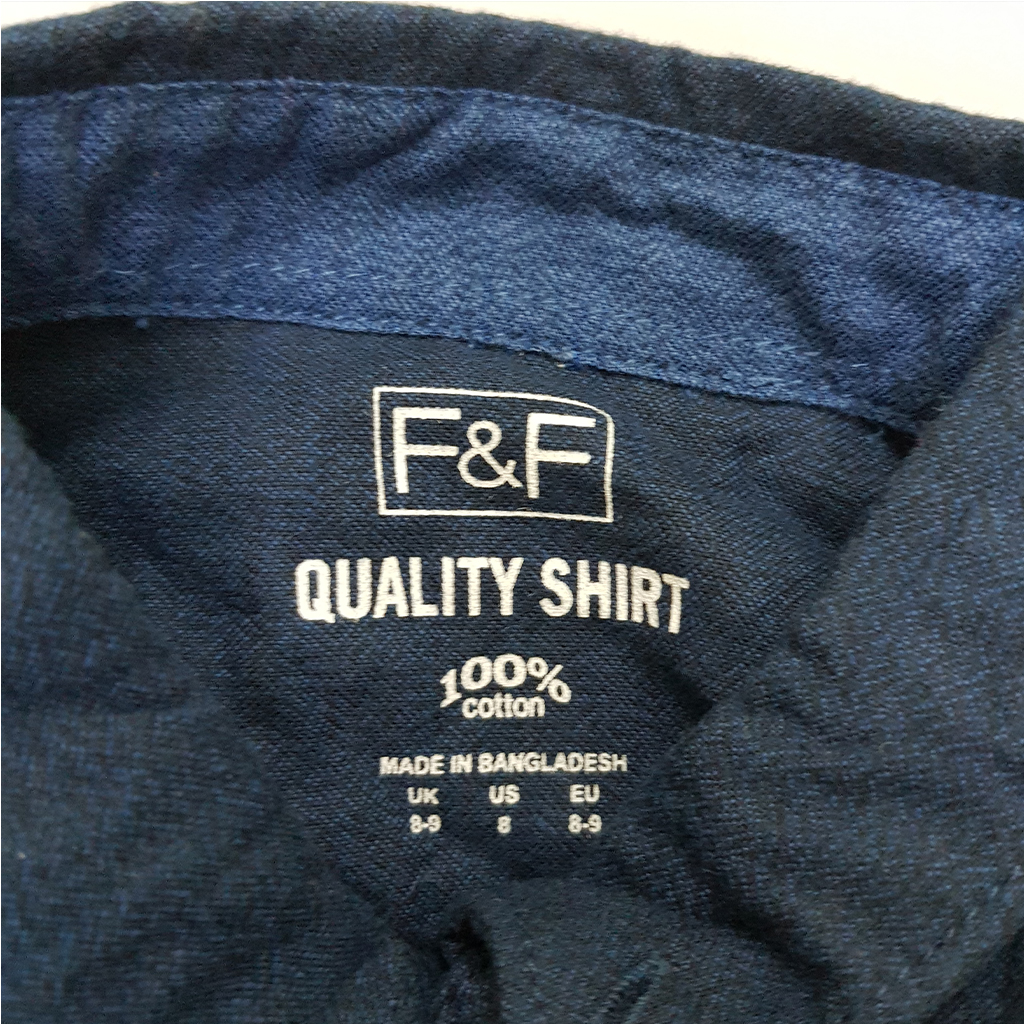 F&F
QUALITY SHIRT
100%
cotton
MADE IN BANGLADESH
UK US EU
8-9 8 8-9